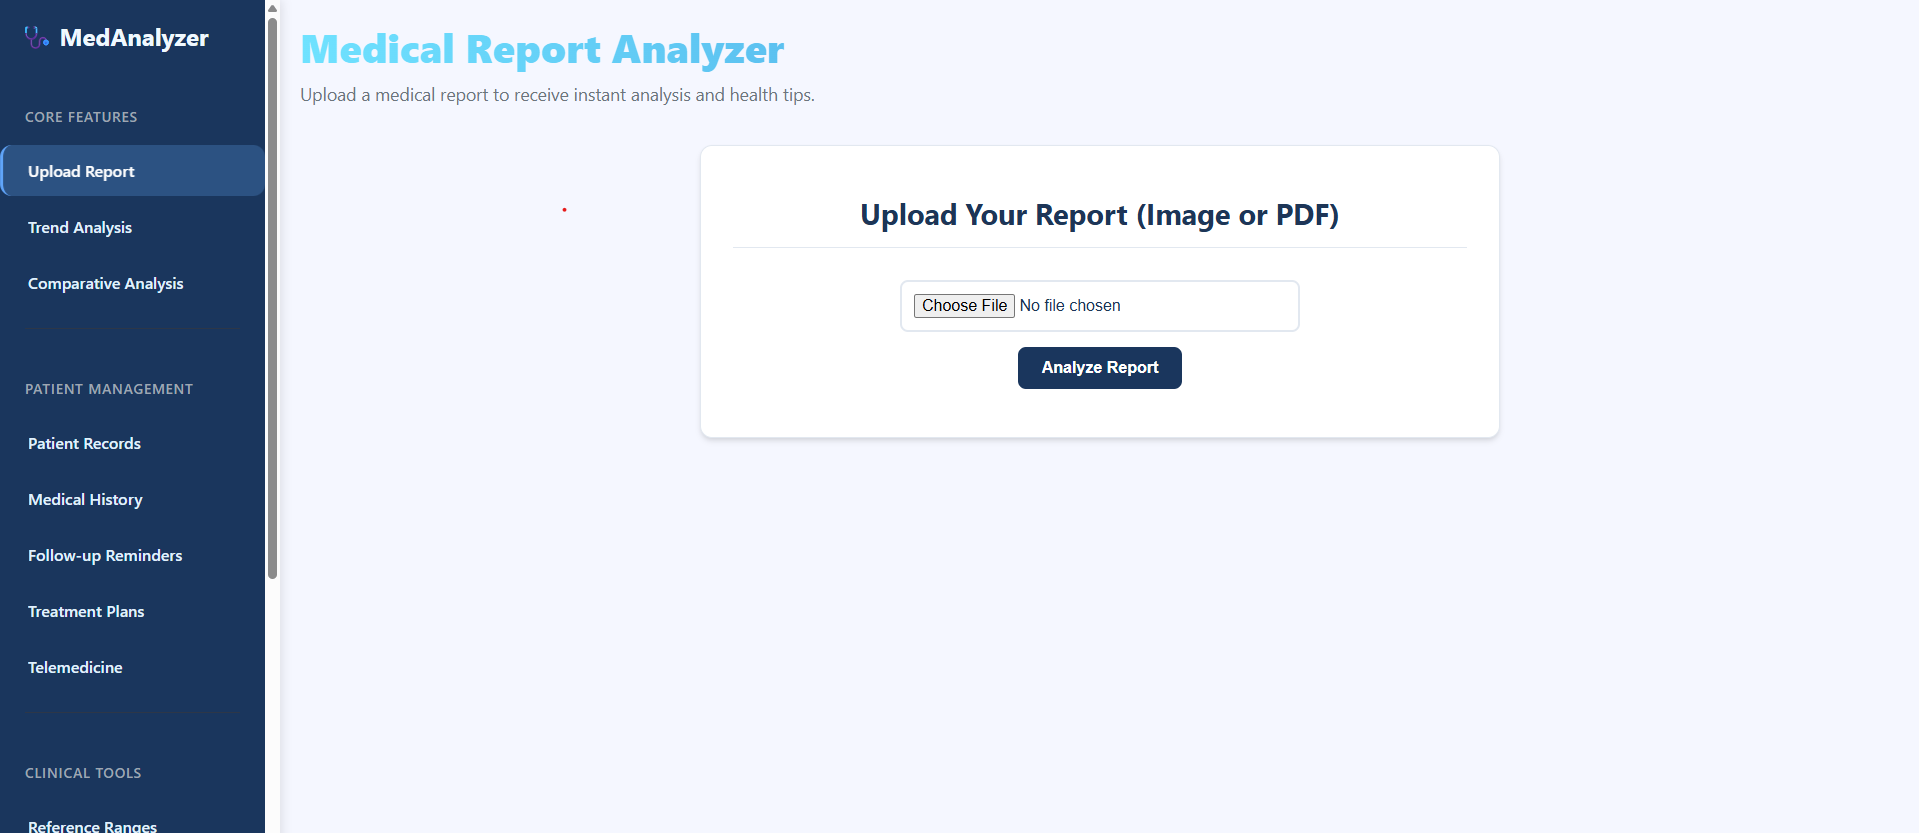 MedAnalyzer
CORE FEATURES
Upload Report
Trend Analysis
Comparative Analysis
PATIENT MANAGEMENT
Patient Records
Medical History
Follow-up Reminders
Treatment Plans
Telemedicine
CLINICAL TOOLS
Reference Ranges
Medical Report Analyzer
Upload a medical report to receive instant analysis and health tips.
Upload Your Report (Image or PDF)
Choose File No file chosen
Analyze Report